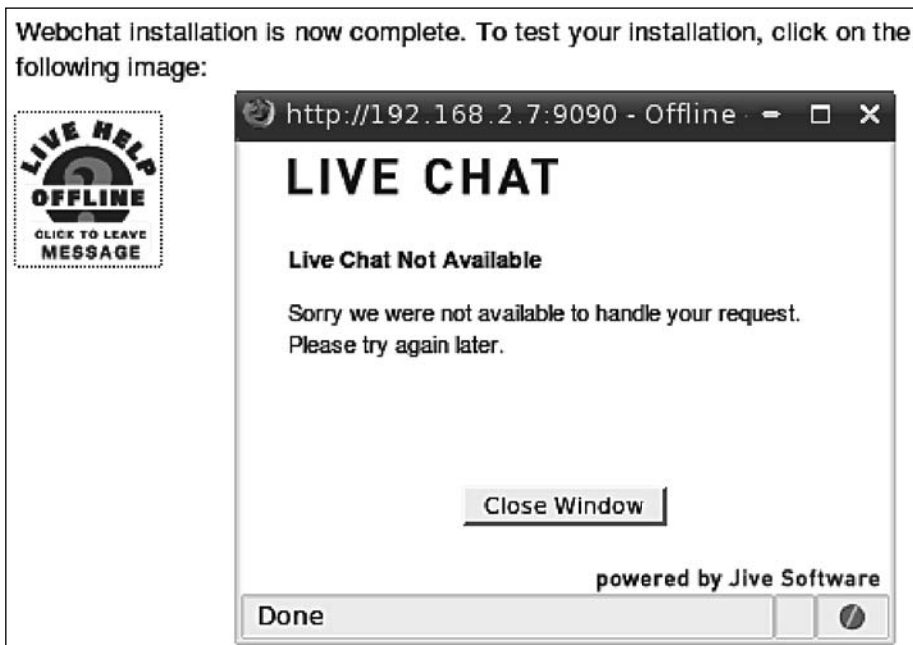 Webchat installation is now complete. To test your installation, click on the
following image:
LIVE HELP
OFFLINE
CLICK TO LEAVE
MESSAGE
http://192.168.2.7:9090 - Offline
LIVE CHAT
Live Chat Not Available
Sorry we were not available to handle your request.
Please try again later.
Close Window
powered by Jive Software
Done